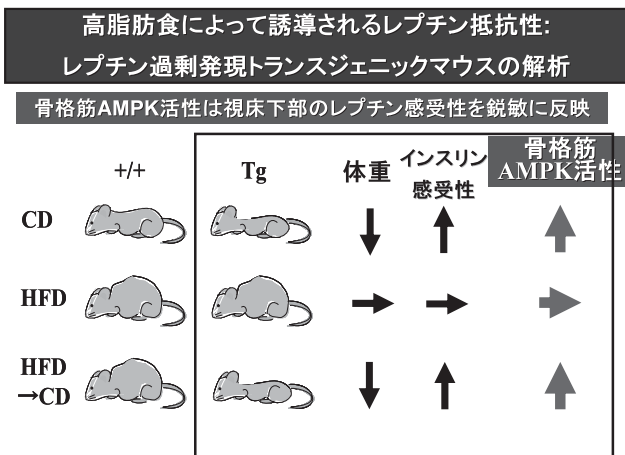 高脂肪食によって誘導されるレプチン抵抗性:
レプチン過剰発現トランスジェニックマウスの解析
骨格筋AMPK活性は視床下部のレプチン感受性を鋭敏に反映
+/+ Tg 体重 インスリン感受性 骨格筋AMPK活性
CD
HFD
HFD
→CD